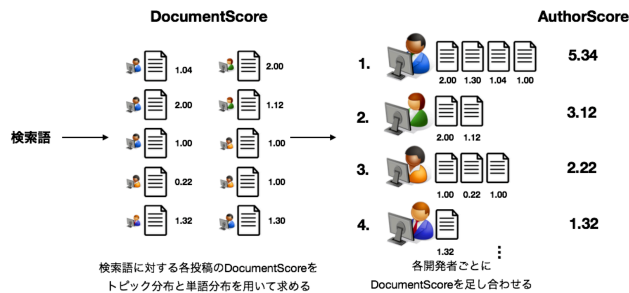 DocumentScore
AuthorScore
検索語
1.04
2.00
2.00
1.12
1.00
1.00
0.22
1.00
1.32
1.30
1.
2.00 1.30 1.04 1.00
5.34
2.
2.00 1.12
3.12
3.
1.00 0.22 1.00
2.22
4.
1.32
1.32
⋮
検索語に対する各投稿のDocumentScoreを
トピック分布と単語分布を用いて求める
各開発者ごとに
DocumentScoreを足し合わせる